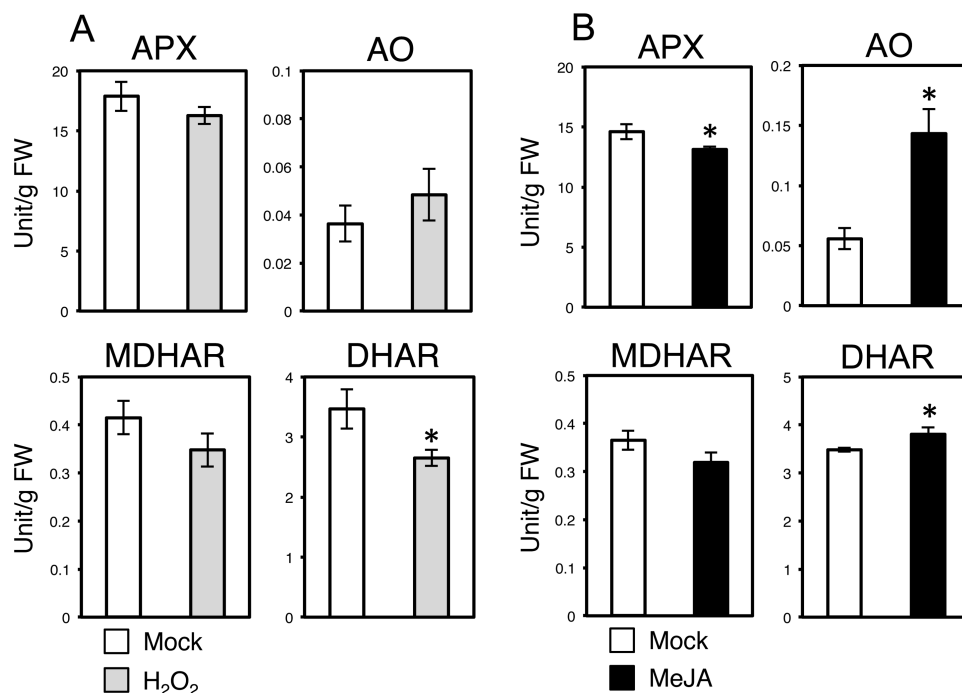 A
APX
20
15
10
5
0
Unit/g FW
AO
0.1
0.08
0.06
0.04
0.02
0
MDHAR
0.5
0.4
0.3
0.2
0.1
0
Unit/g FW
DHAR
4
3
2
1
0
*
Mock
H₂O₂
B
APX
20
15
10
5
0
Unit/g FW
*
AO
0.2
0.15
0.1
0.05
0
*
MDHAR
0.5
0.4
0.3
0.2
0.1
0
Unit/g FW
DHAR
5
4
3
2
1
0
*
Mock
MeJA